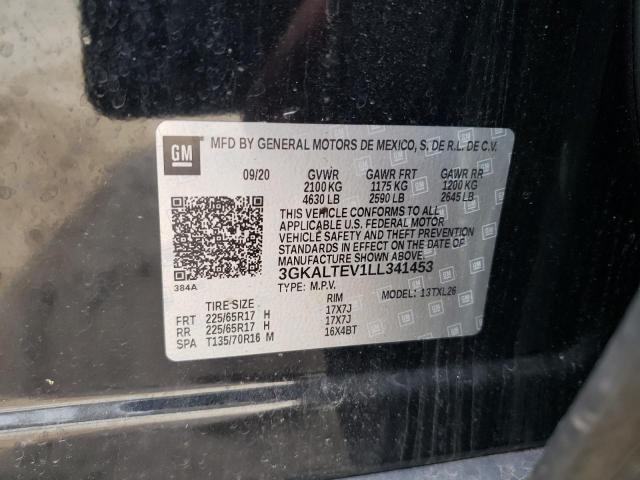 GM MFD BY GENERAL MOTORS DE MEXICO, S. DE R.L. DE C.V.
09/20 GVWR GAWR FRT GAWR RR
2100 KG 1175 KG 1200 KG
4630 LB 2590 LB 2645 LB
THIS VEHICLE CONFORMS TO ALL
APPLICABLE U.S. FEDERAL MOTOR
VEHICLE SAFETY AND THEFT PREVENTION
STANDARDS IN EFFECT ON THE DATE OF
MANUFACTURE SHOWN ABOVE.
384A 3GKALTEV1LL341453
TYPE: M.P.V. MODEL: 13TXL26
TIRE SIZE RIM
FRT 225/65R17 H 17X7J
RR 225/65R17 H 17X7J
SPA T135/70R16 M 16X4BT